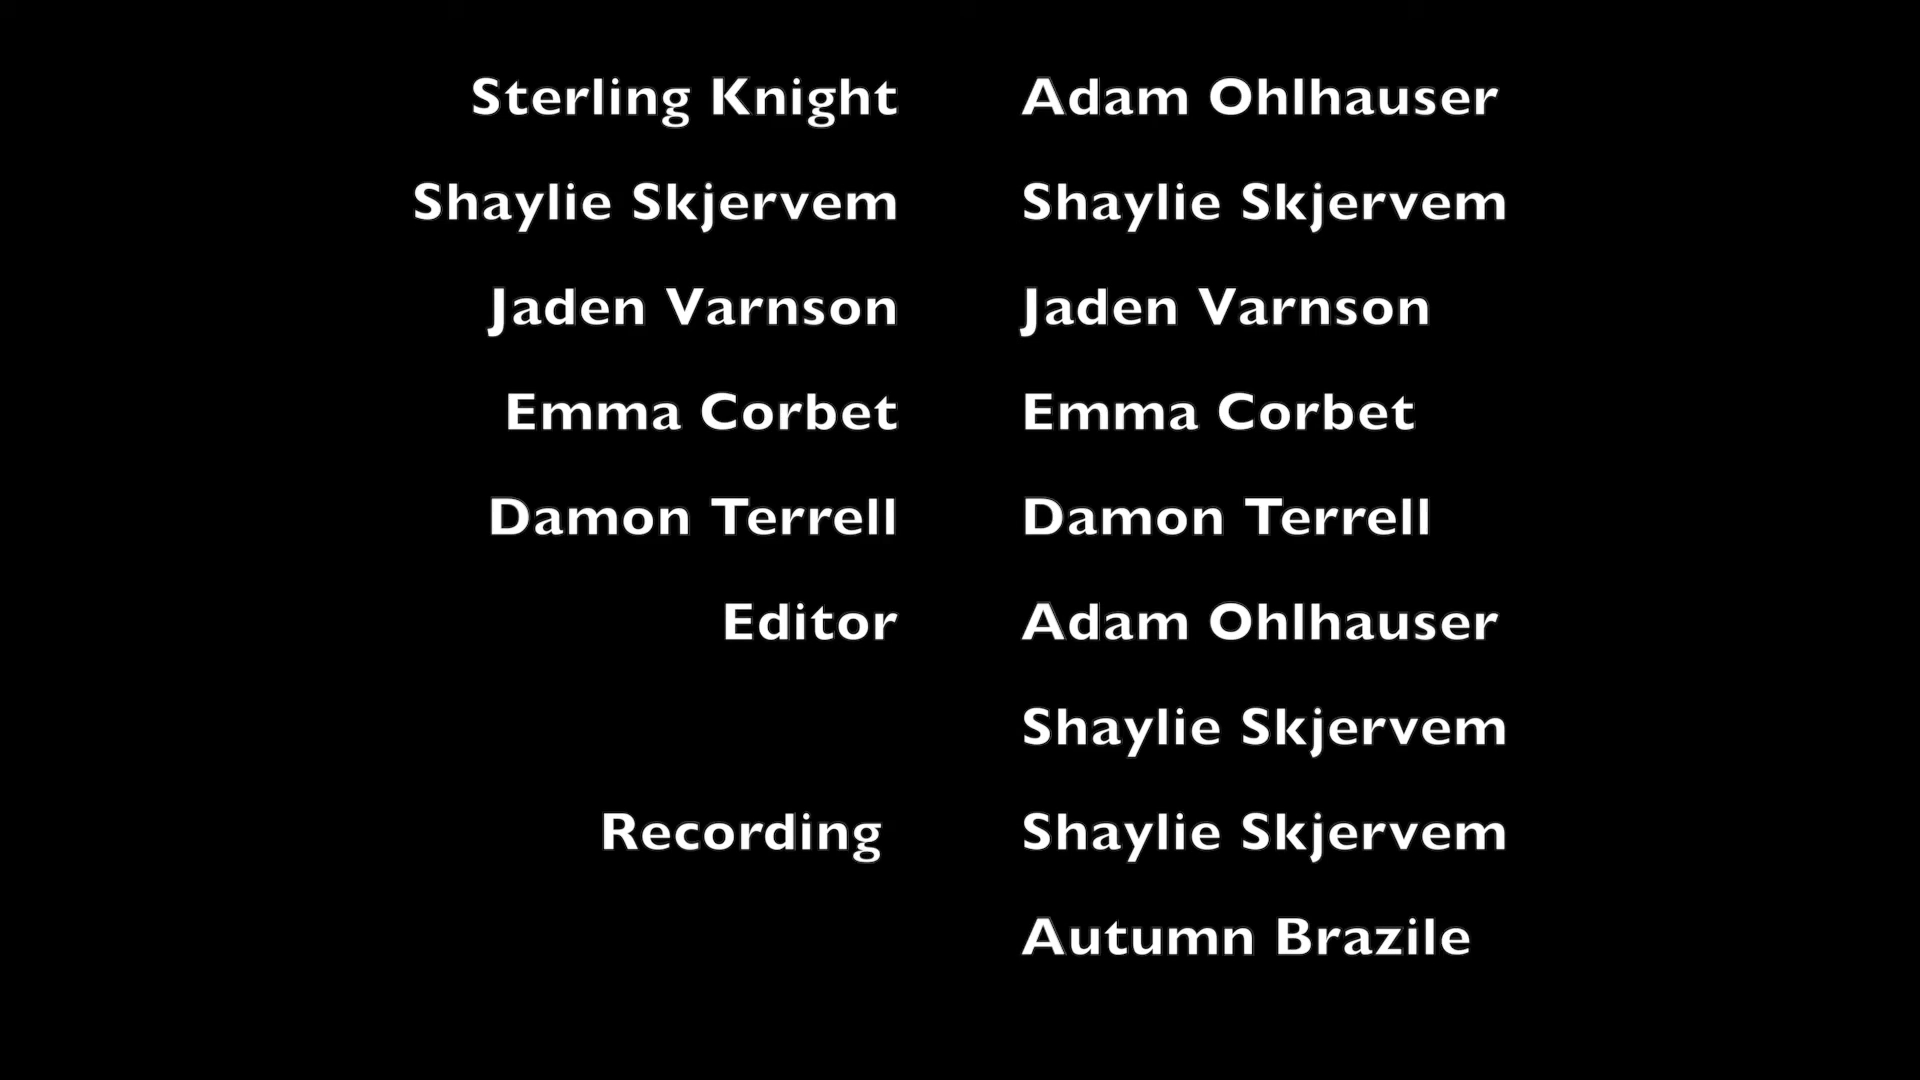 Sterling Knight Adam Ohlhauser
Shaylie Skjervem Shaylie Skjervem
Jaden Varnson Jaden Varnson
Emma Corbet Emma Corbet
Damon Terrell Damon Terrell
Editor Adam Ohlhauser
Shaylie Skjervem
Recording Shaylie Skjervem
Autumn Brazile